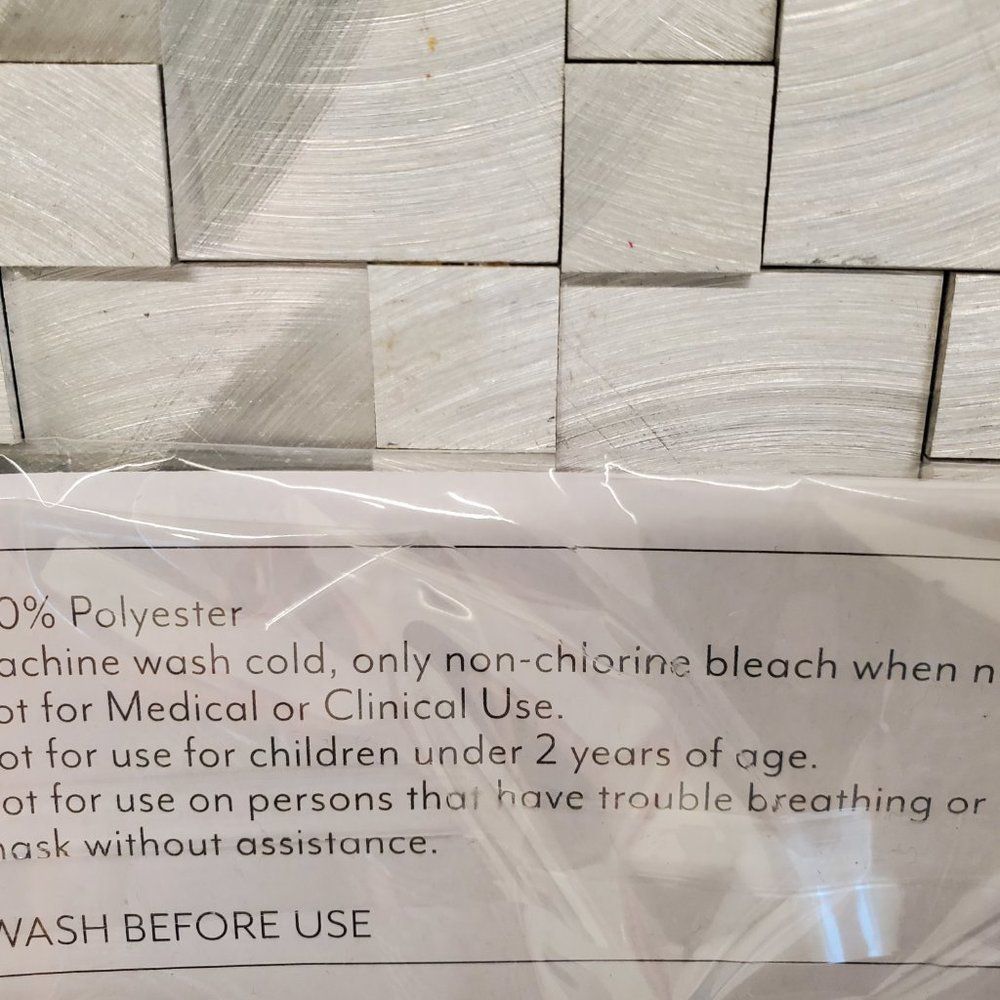 0% Polyester
achine wash cold, only non-chlorine bleach when n
ot for Medical or Clinical Use.
ot for use for children under 2 years of age.
ot for use on persons that have trouble breathing or
ask without assistance.
WASH BEFORE USE